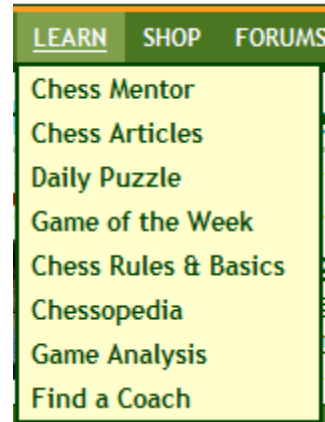 LEARN SHOP FORUMS
Chess Mentor
Chess Articles
Daily Puzzle
Game of the Week
Chess Rules & Basics
Chessopedia
Game Analysis
Find a Coach